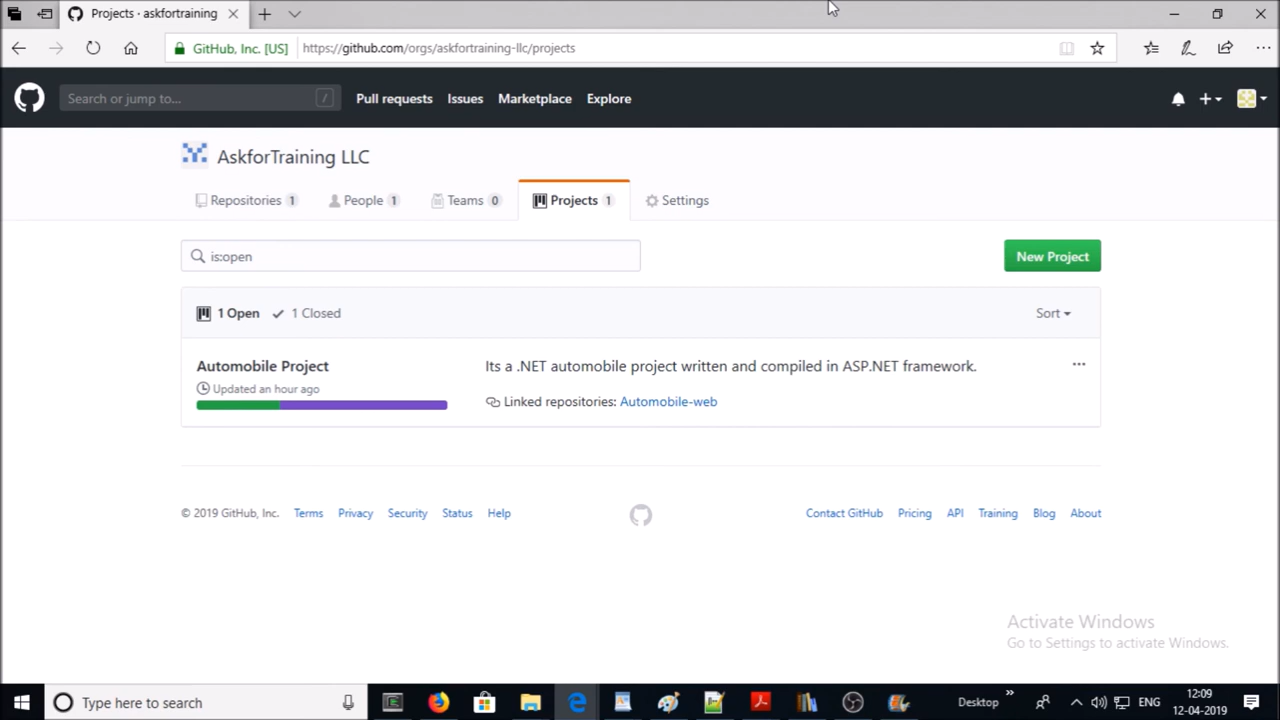 Projects · askfortraining
GitHub, Inc. [US] https://github.com/orgs/askfortraining-llc/projects
Search or jump to... / Pull requests Issues Marketplace Explore
AskforTraining LLC
Repositories 1 People 1 Teams 0 Projects 1 Settings
is:open New Project
1 Open 1 Closed Sort
Automobile Project Its a .NET automobile project written and compiled in ASP.NET framework.
Updated an hour ago
Linked repositories: Automobile-web
© 2019 GitHub, Inc. Terms Privacy Security Status Help Contact GitHub Pricing API Training Blog About
Activate Windows
Go to Settings to activate Windows.
Type here to search Desktop ENG 12:09
12-04-2019